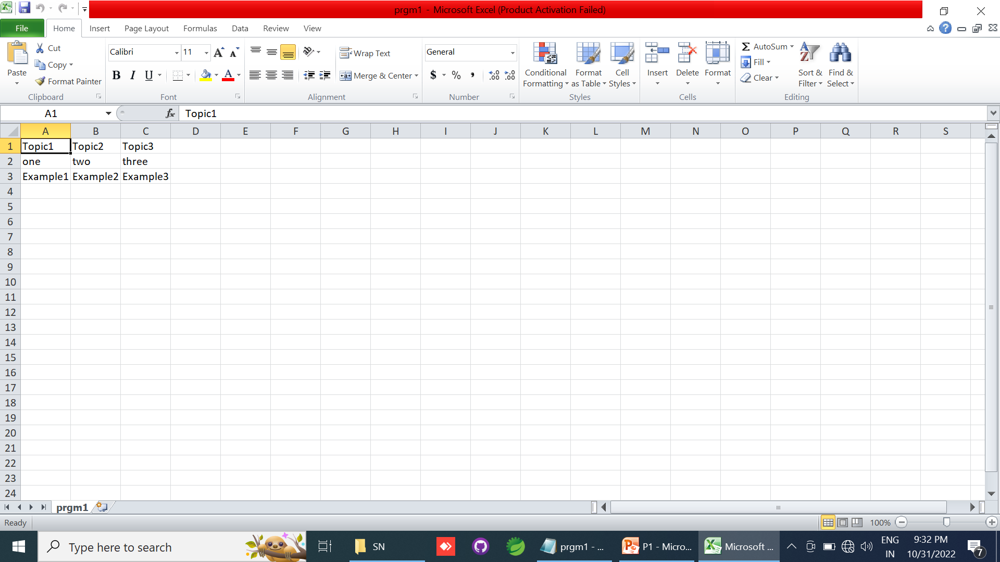 prgm1 - Microsoft Excel (Product Activation Failed)
File Home Insert Page Layout Formulas Data Review View
Paste
Cut
Copy
Format Painter
Clipboard
Calibri 11
B I U A
Font
Wrap Text
Merge & Center
Alignment
General
$ % ,
Number
Conditional Formatting
Format as Table
Cell Styles
Styles
Insert Delete Format
Cells
Σ AutoSum
Fill
Clear
Sort & Filter
Find & Select
Editing
A1 fx Topic1
A B C D E F G H I J K L M N O P Q R S
1 Topic1 Topic2 Topic3
2 one two three
3 Example1 Example2 Example3
4
5
6
7
8
9
10
11
12
13
14
15
16
17
18
19
20
21
22
23
24
prgm1
Ready 100%
Type here to search SN prgm1 - ... P1 - Micro... Microsoft ... ENG IN 9:32 PM 10/31/2022 7